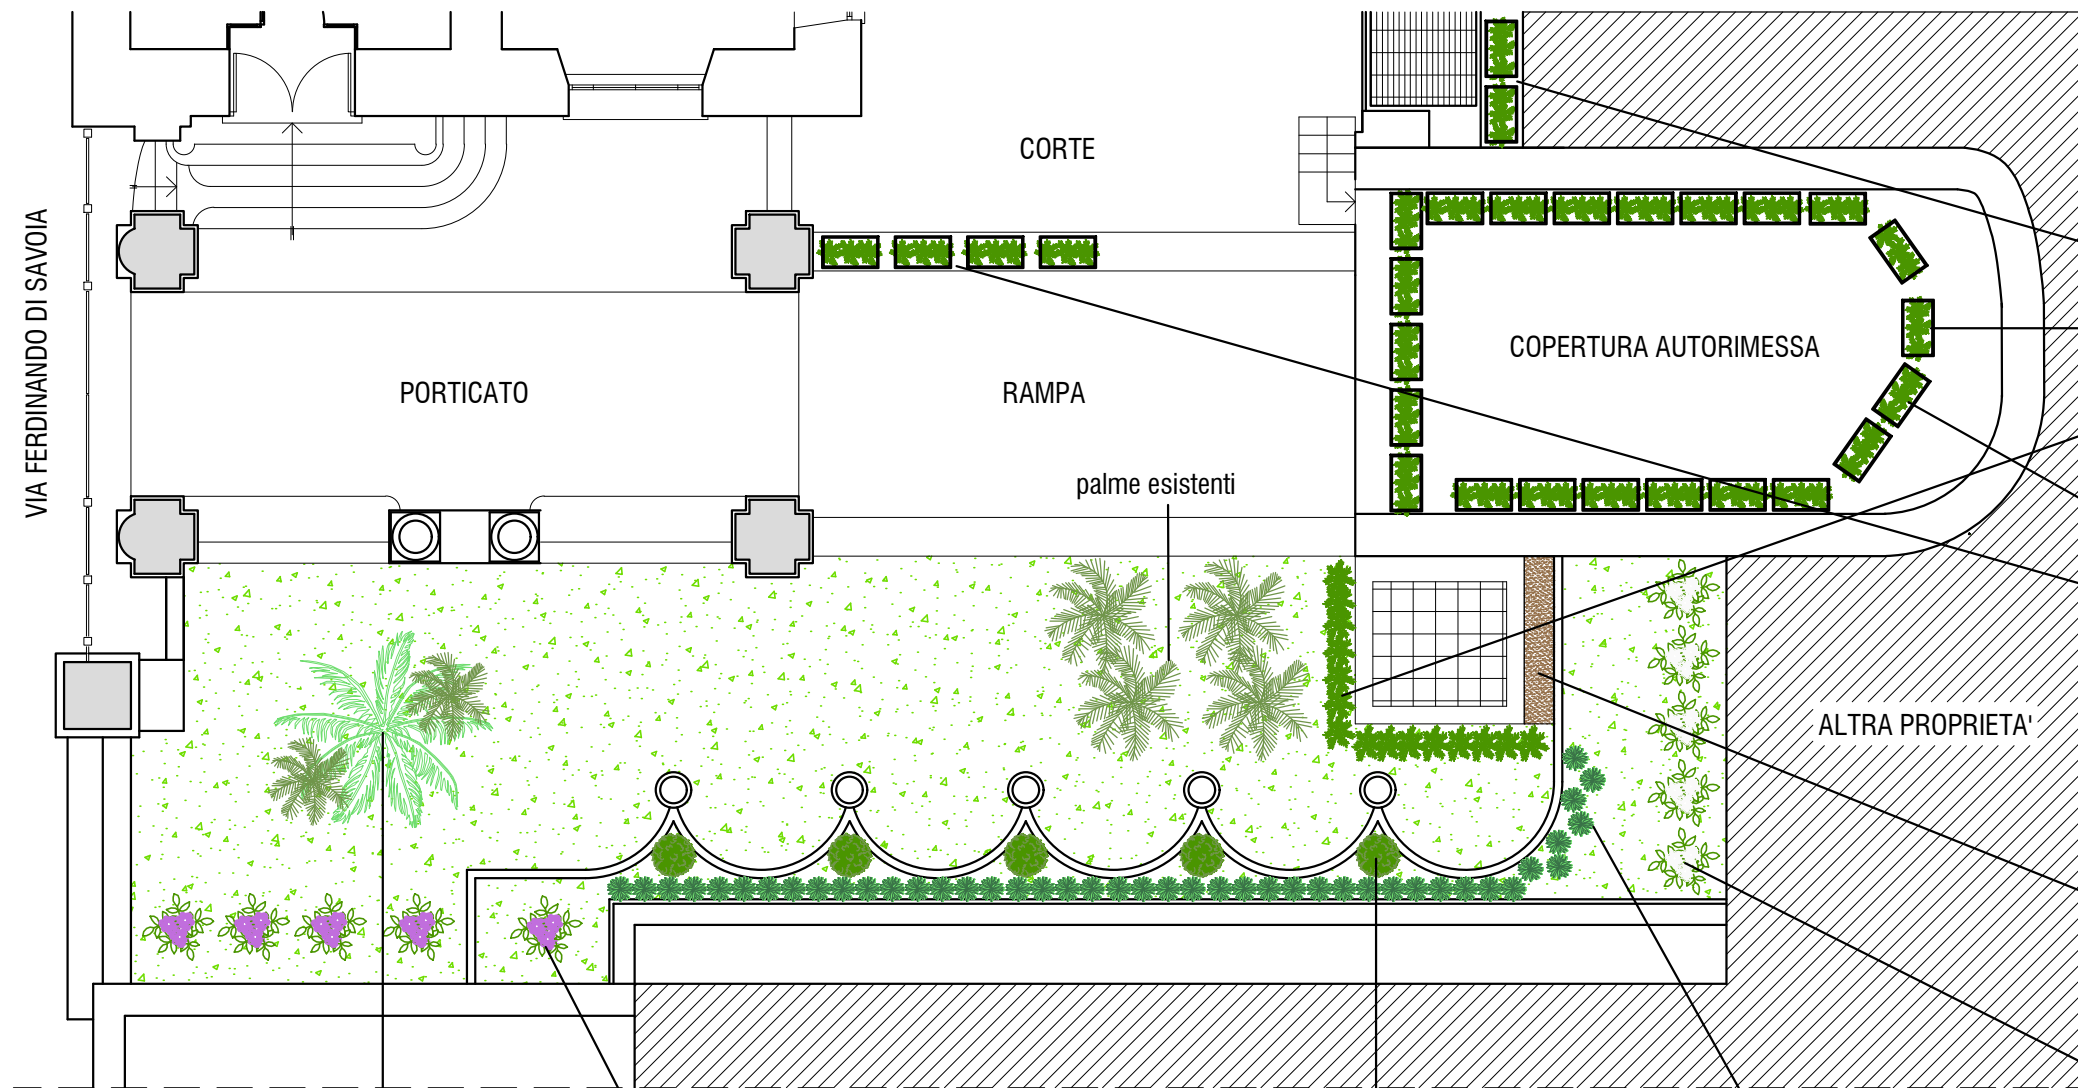 CORTE
VIA FERDINANDO DI SAVOIA
COPERTURA AUTORIMESSA
PORTICATO
RAMPA
palme esistenti
ALTRA PROPRIETA'